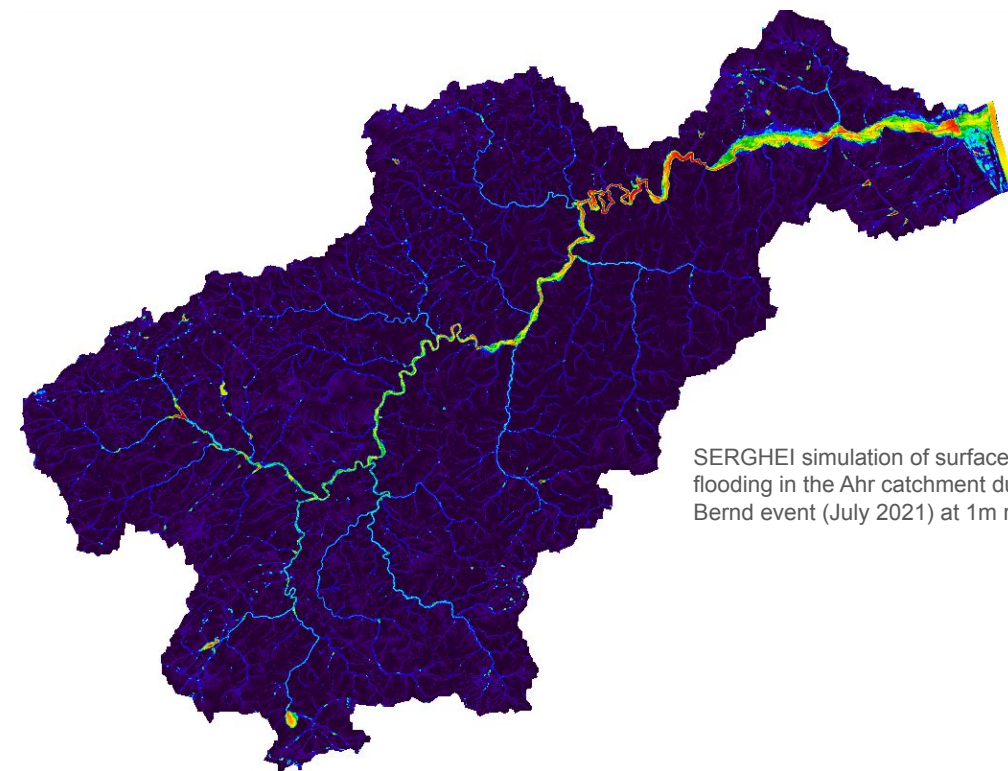 SERGHEI simulation of surface
flooding in the Ahr catchment
Bernd event (July 2021) at 1m